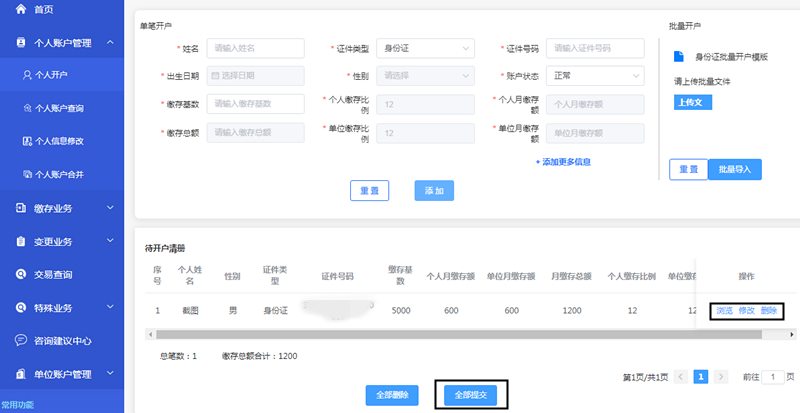 首页
个人账户管理
个人开户
个人账户查询
个人信息修改
个人账户合并
缴存业务
变更业务
交易查询
特殊业务
咨询建议中心
单位账户管理
常用功能
单笔开户
* 姓名 请输入姓名 * 证件类型 身份证 * 证件号码 请输入证件号码
* 出生日期 选择日期 * 性别 请选择 * 账户状态 正常
* 缴存基数 请输入缴存基数 * 个人缴存比例 12 * 个人月缴存额 个人月缴存额
* 缴存总额 请输入缴存总额 * 单位缴存比例 12 * 单位月缴存额 单位月缴存额
+ 添加更多信息
重置 添加
批量开户
身份证批量开户模版
请上传批量文件
上传文
重置 批量导入
待开户清册
序号 个人姓名 性别 证件类型 证件号码 缴存基数 个人月缴存额 单位月缴存额 月缴存总额 个人缴存比例 单位缴存 操作
1 截图 男 身份证 5000 600 600 1200 12 12 浏览 修改 删除
总笔数：1 缴存总额合计：1200
第1页/共1页 < 1 > 前往 1 页
全部删除 全部提交